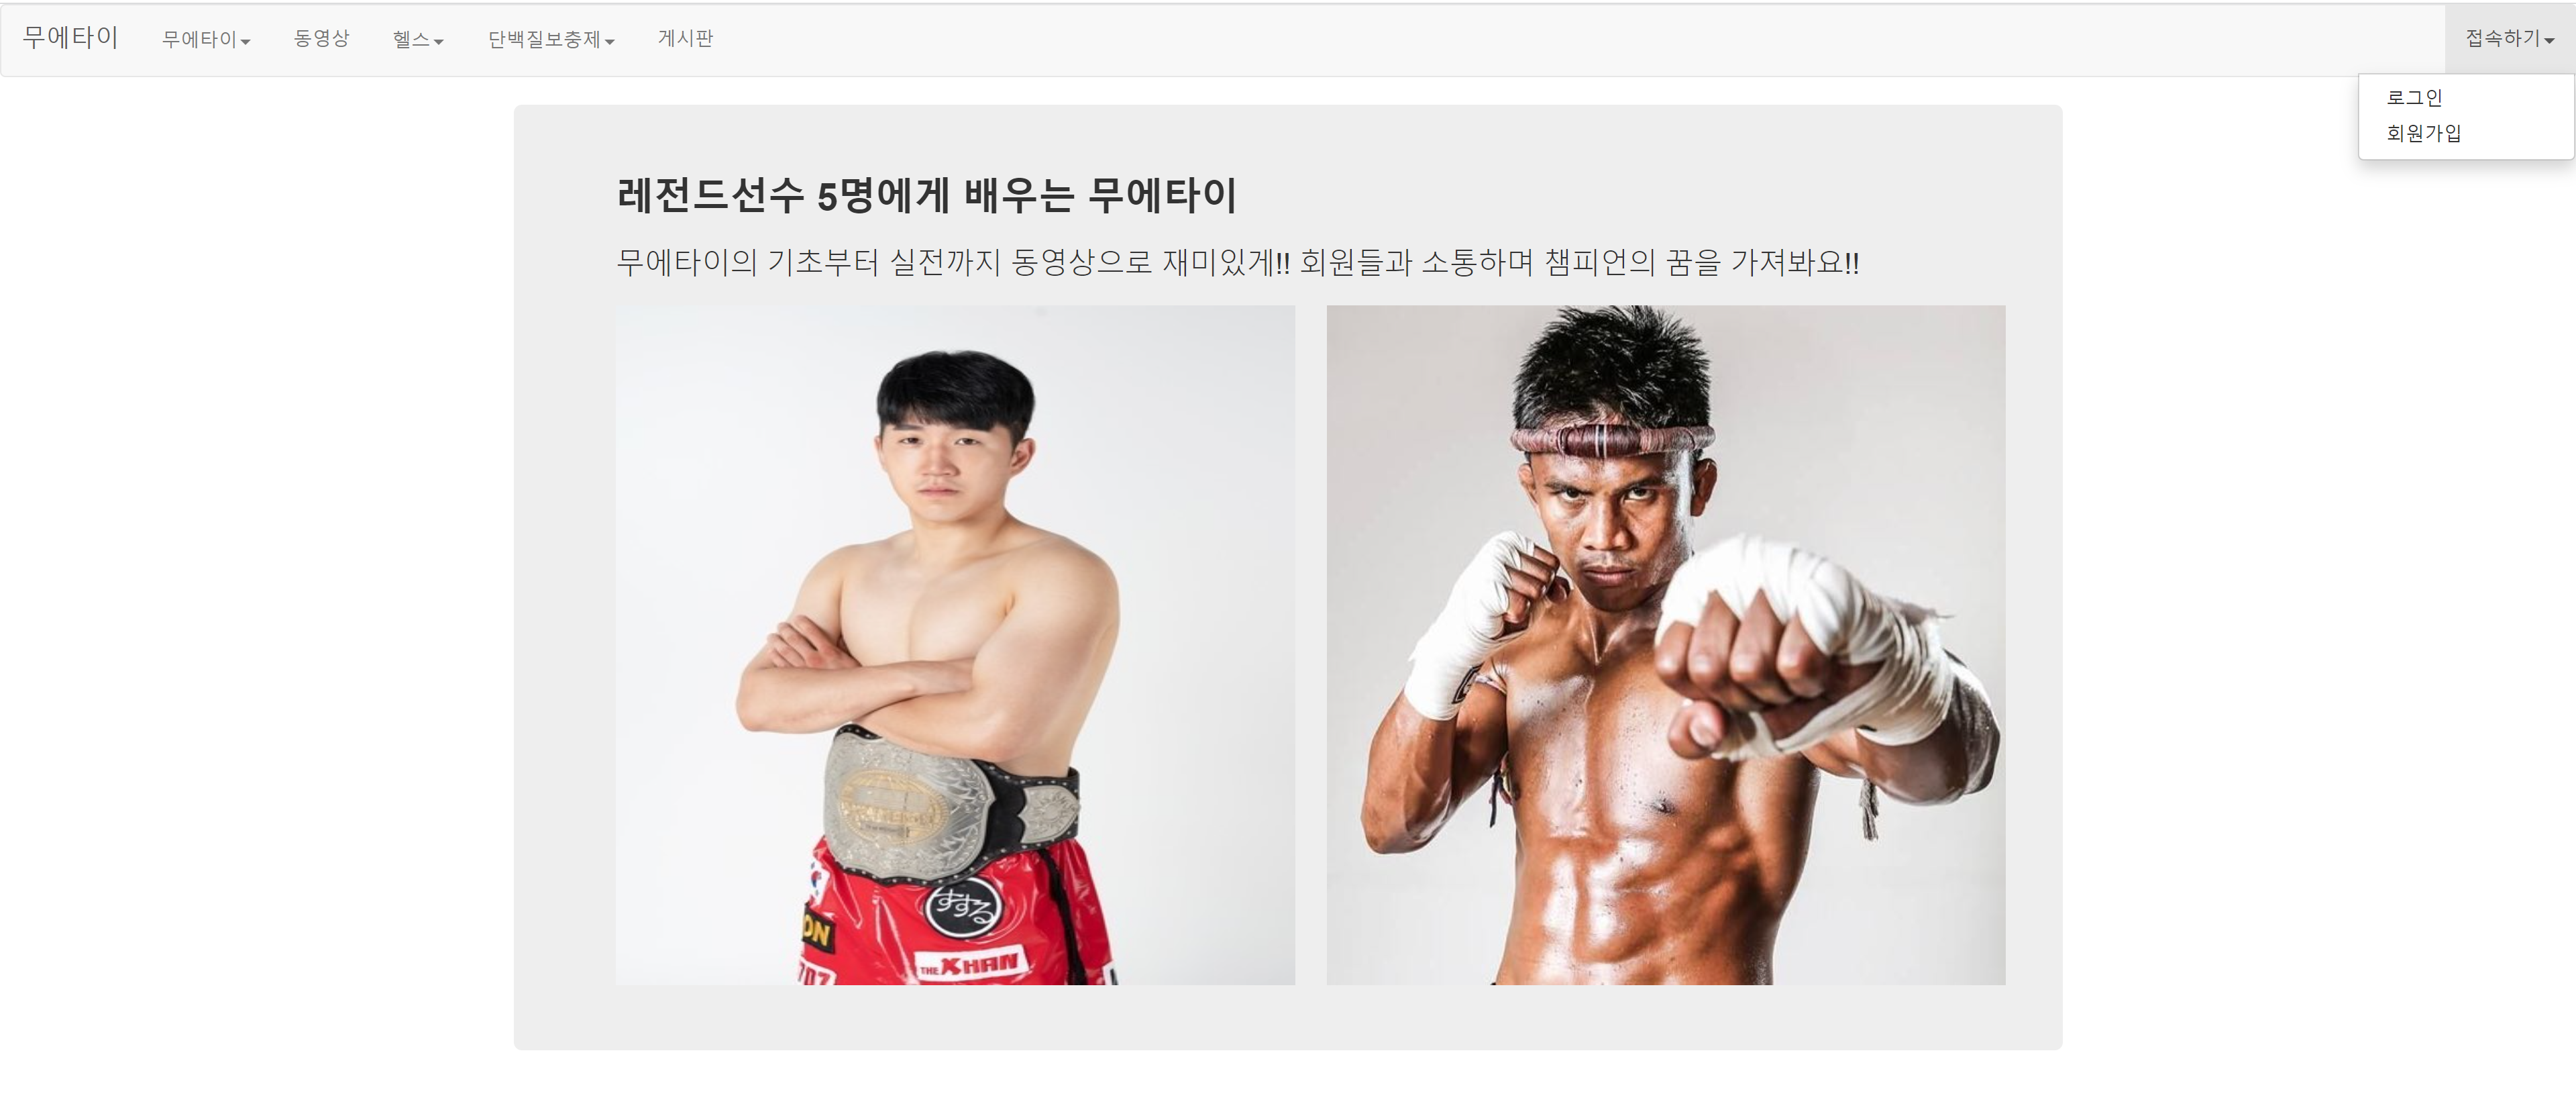 무에타이 무에타이 동영상 헬스 단백질보충제 게시판 접속하기
로그인
회원가입
레전드선수 5명에게 배우는 무에타이
무에타이의 기초부터 실전까지 동영상으로 재미있게!! 회원들과 소통하며 챔피언의 꿈을 가져봐요!!
すする
ON
THE XHAN
707